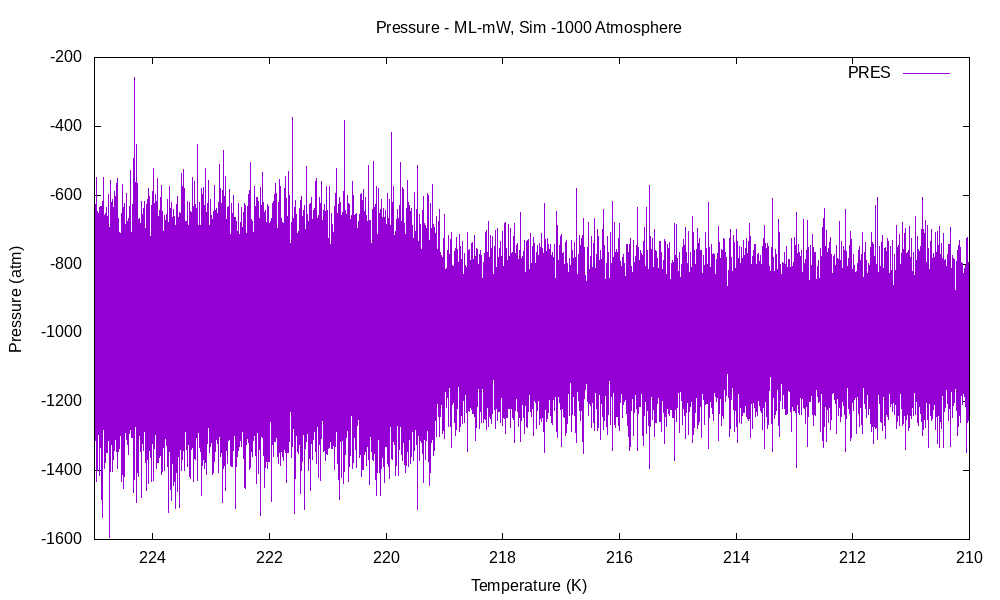 Pressure - ML-mW, Sim -1000 Atmosphere
PRES
-200
-400
-600
-800
-1000
-1200
-1400
-1600
Pressure (atm)
224 222 220 218 216 214 212 210
Temperature (K)